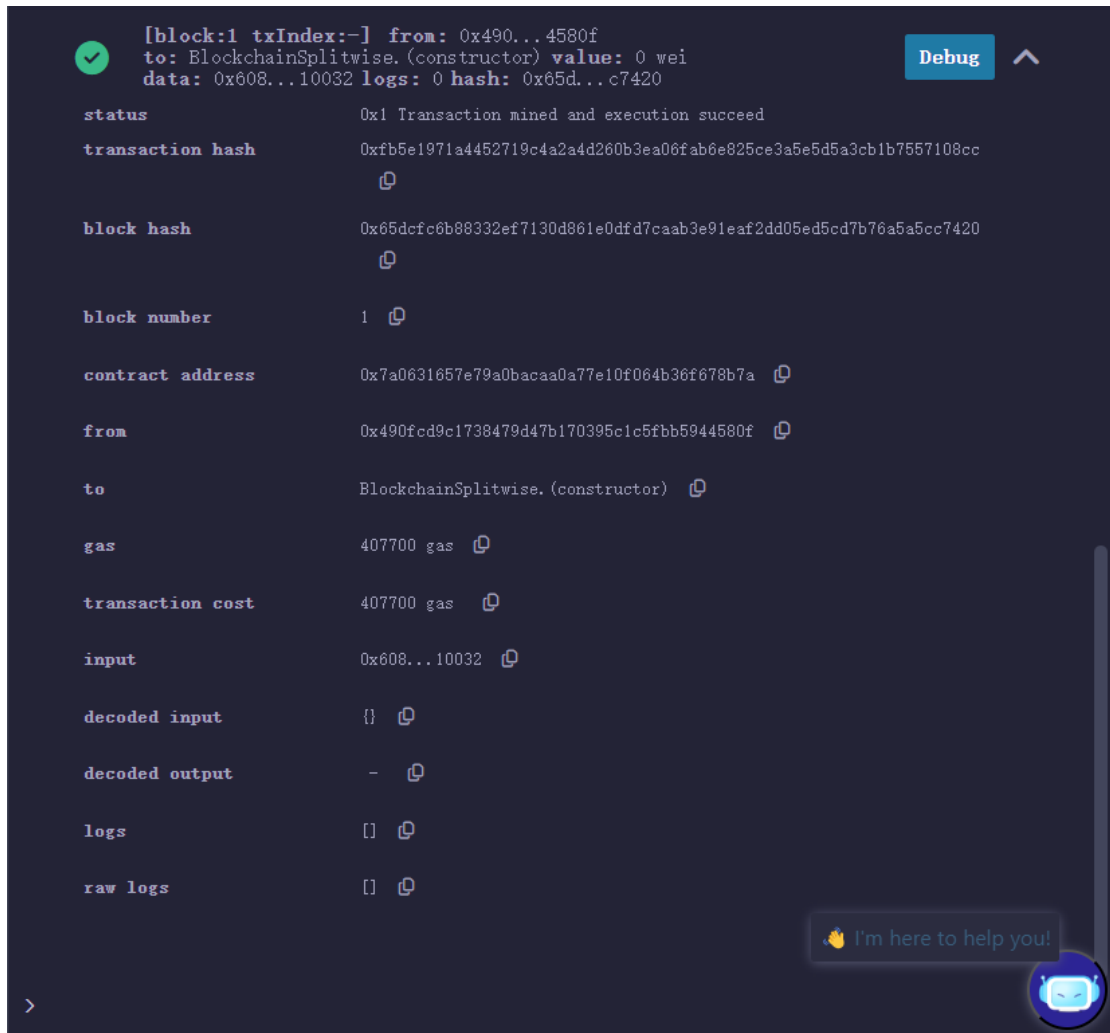 [block:1 txIndex:-] from: 0x490...4580f
to: BlockchainSplitwise.(constructor) value: 0 wei
data: 0x608...10032 logs: 0 hash: 0x65d...c7420
Debug
status 0x1 Transaction mined and execution succeed
transaction hash 0xfb5e1971a4452719c4a2a4d260b3ea06fab6e825ce3a5e5d5a3cb1b7557108cc
block hash 0x65dcfc6b88332ef7130d861e0dfd7caab3e91eaf2dd05ed5cd7b76a5a5cc7420
block number 1
contract address 0x7a0631657e79a0bacaa0a77e10f064b36f678b7a
from 0x490fcd9c1738479d47b170395c1c5fbb5944580f
to BlockchainSplitwise.(constructor)
gas 407700 gas
transaction cost 407700 gas
input 0x608...10032
decoded input {}
decoded output -
logs []
raw logs []
👋 I'm here to help you!
>